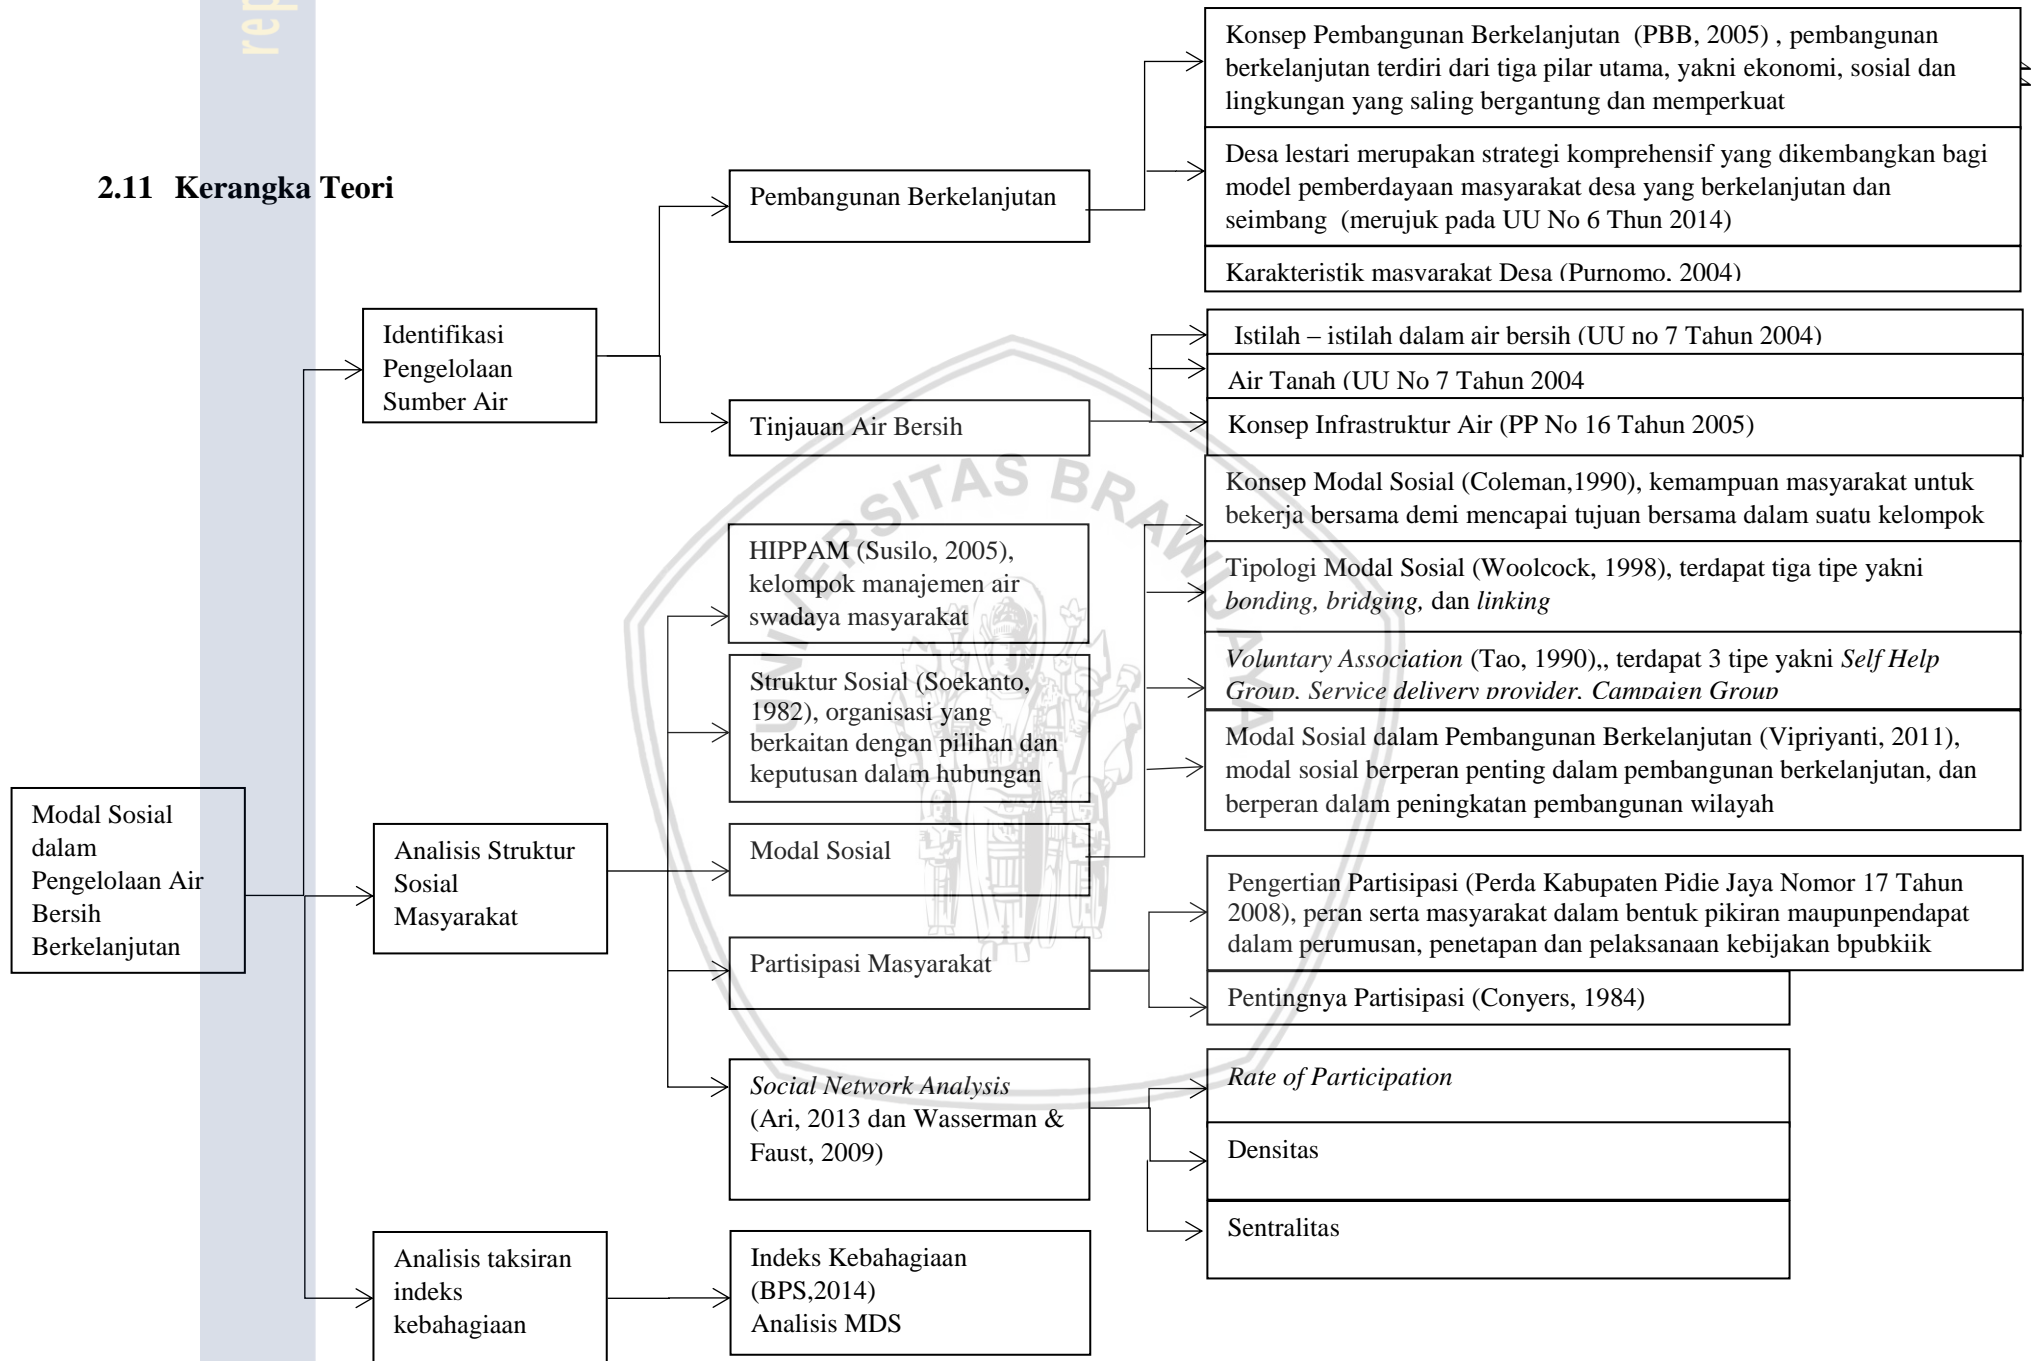 rep
2.11 Kerangka Teori
UNIVERSITAS BRAWIJAYA
Modal Sosial
dalam
Pengelolaan Air
Bersih
Berkelanjutan
Identifikasi
Pengelolaan
Sumber Air
Pembangunan Berkelanjutan
Konsep Pembangunan Berkelanjutan (PBB, 2005) , pembangunan
berkelanjutan terdiri dari tiga pilar utama, yakni ekonomi, sosial dan
lingkungan yang saling bergantung dan memperkuat
Desa lestari merupakan strategi komprehensif yang dikembangkan bagi
model pemberdayaan masyarakat desa yang berkelanjutan dan
seimbang (merujuk pada UU No 6 Thun 2014)
Karakteristik masyarakat Desa (Purnomo, 2004)
Tinjauan Air Bersih
Istilah – istilah dalam air bersih (UU no 7 Tahun 2004)
Air Tanah (UU No 7 Tahun 2004
Konsep Infrastruktur Air (PP No 16 Tahun 2005)
Analisis Struktur
Sosial
Masyarakat
HIPPAM (Susilo, 2005),
kelompok manajemen air
swadaya masyarakat
Struktur Sosial (Soekanto,
1982), organisasi yang
berkaitan dengan pilihan dan
keputusan dalam hubungan
Modal Sosial
Konsep Modal Sosial (Coleman,1990), kemampuan masyarakat untuk
bekerja bersama demi mencapai tujuan bersama dalam suatu kelompok
Tipologi Modal Sosial (Woolcock, 1998), terdapat tiga tipe yakni
bonding, bridging, dan linking
Voluntary Association (Tao, 1990),, terdapat 3 tipe yakni Self Help
Group, Service delivery provider, Campaign Group
Modal Sosial dalam Pembangunan Berkelanjutan (Vipriyanti, 2011),
modal sosial berperan penting dalam pembangunan berkelanjutan, dan
berperan dalam peningkatan pembangunan wilayah
Partisipasi Masyarakat
Pengertian Partisipasi (Perda Kabupaten Pidie Jaya Nomor 17 Tahun
2008), peran serta masyarakat dalam bentuk pikiran maupunpendapat
dalam perumusan, penetapan dan pelaksanaan kebijakan bpubkiik
Pentingnya Partisipasi (Conyers, 1984)
Social Network Analysis
(Ari, 2013 dan Wasserman &
Faust, 2009)
Rate of Participation
Densitas
Sentralitas
Analisis taksiran
indeks
kebahagiaan
Indeks Kebahagiaan
(BPS,2014)
Analisis MDS